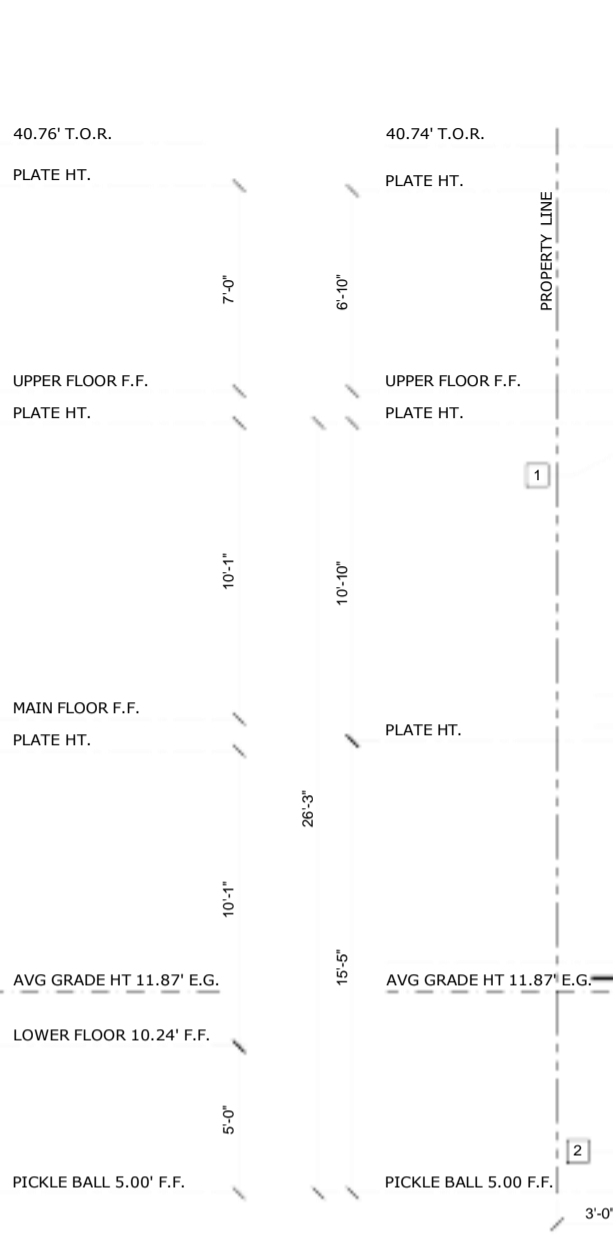 40.76' T.O.R.
40.74' T.O.R.
PLATE HT.
PLATE HT.
PROPERTY LINE
7'-0"
6'-10"
UPPER FLOOR F.F.
UPPER FLOOR F.F.
PLATE HT.
PLATE HT.
1
10'-1"
10'-10"
MAIN FLOOR F.F.
PLATE HT.
PLATE HT.
26'-3"
10'-1"
15'-5"
AVG GRADE HT 11.87' E.G.
AVG GRADE HT 11.87' E.G.
LOWER FLOOR 10.24' F.F.
5'-0"
2
PICKLE BALL 5.00' F.F.
PICKLE BALL 5.00 F.F.
3'-0"